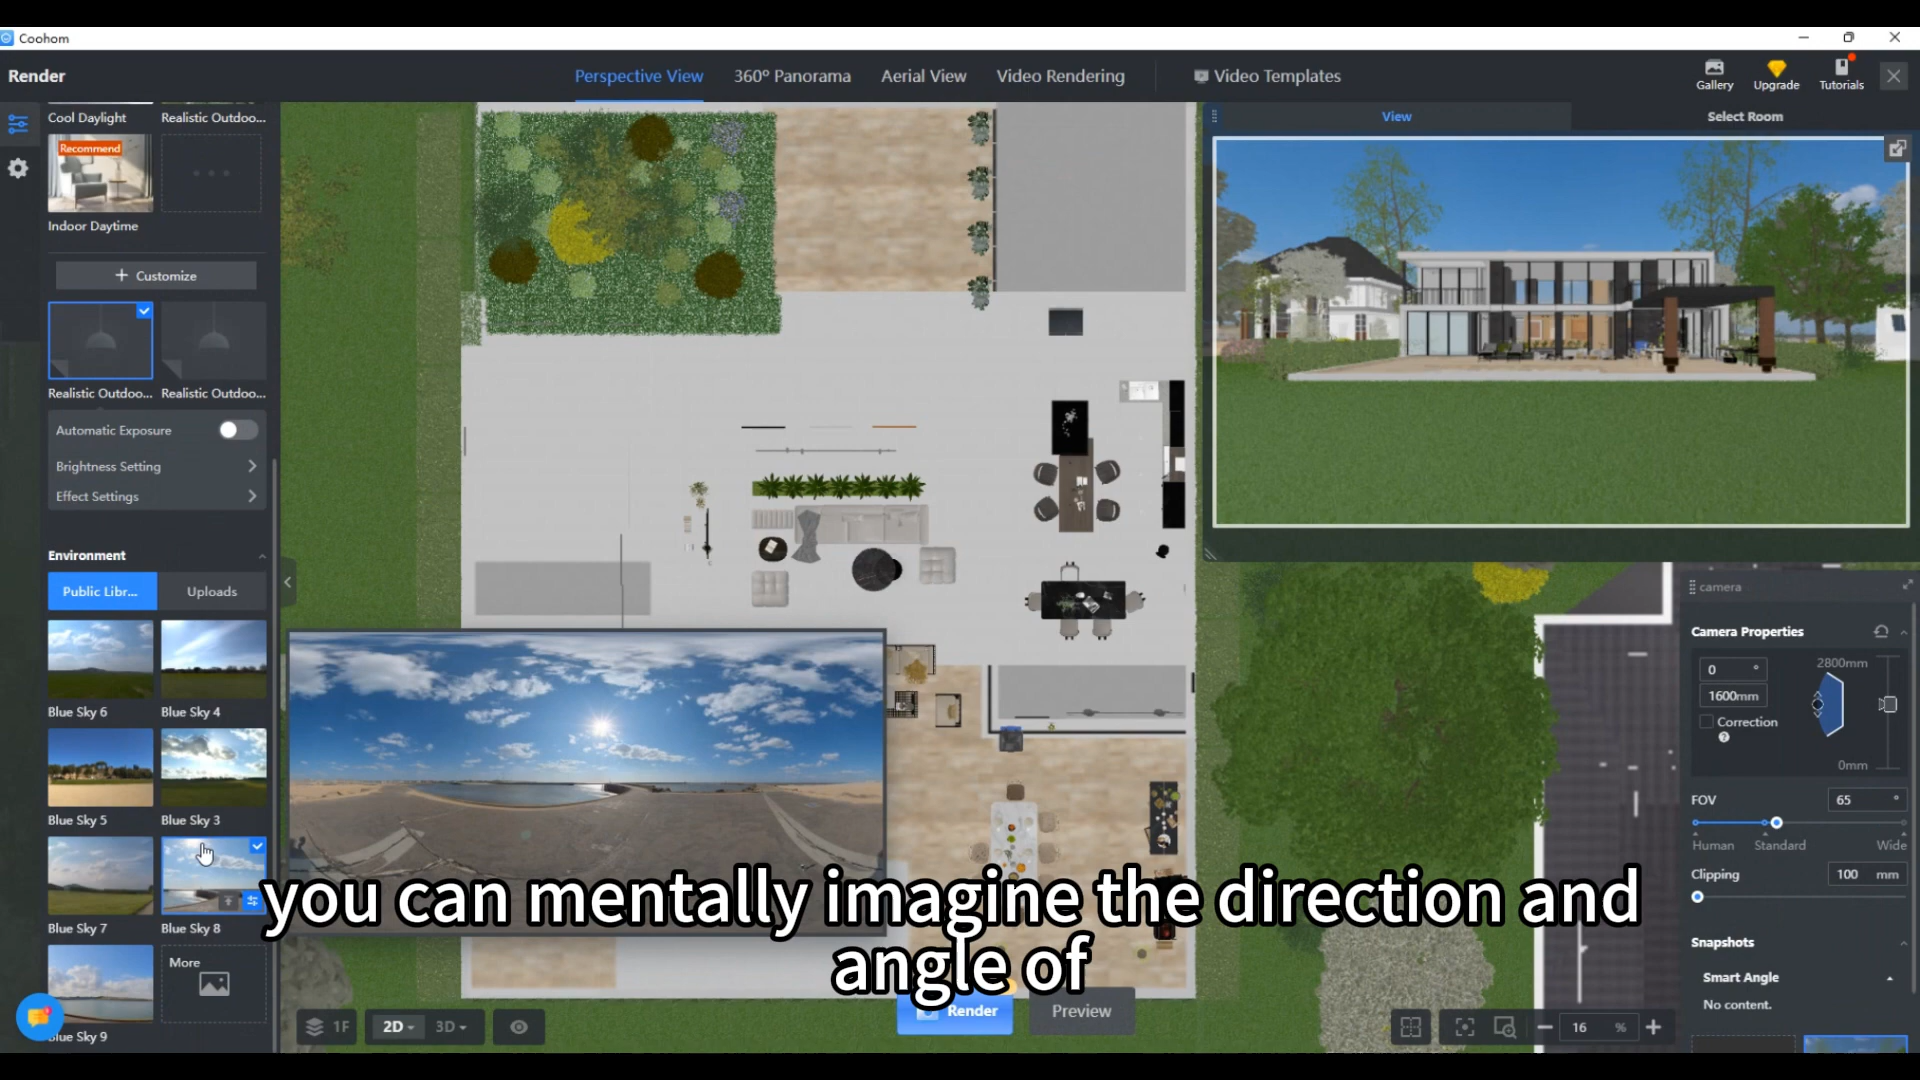 Coohom
Render
Perspective View
360° Panorama
Aerial View
Video Rendering
Video Templates
Gallery
Upgrade
Tutorials
Cool Daylight
Realistic Outdoo...
Recommend
Indoor Daytime
+ Customize
Realistic Outdoo...
Realistic Outdoo...
Automatic Exposure
Brightness Setting
Effect Settings
Environment
Public Libr...
Uploads
Blue Sky 6
Blue Sky 4
Blue Sky 5
Blue Sky 3
Blue Sky 7
Blue Sky 8
More
Blue Sky 9
View
Select Room
camera
Camera Properties
0 °
2800mm
1600mm
Correction
0mm
FOV
65 °
Human
Standard
Wide
Clipping
100 mm
Snapshots
Smart Angle
No content.
you can mentally imagine the direction and
angle of
1F
2D
3D
Render
Preview
16 %